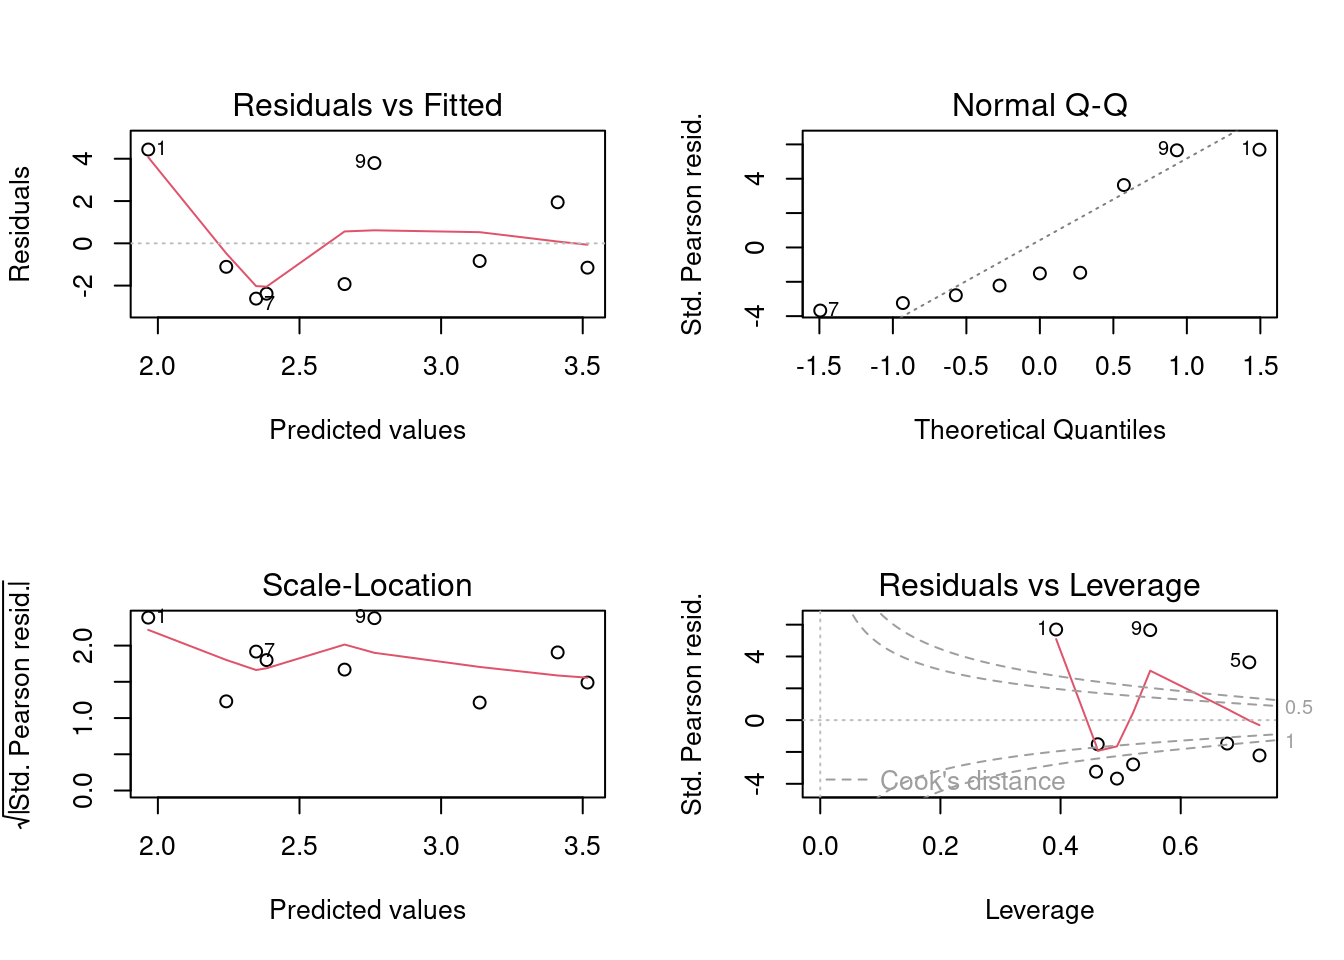 Residuals vs Fitted
Residuals
-2 0 2 4
1
9
7
2.0 2.5 3.0 3.5
Predicted values
Normal Q-Q
Std. Pearson resid.
-4 0 4
7
9
1
-1.5 -1.0 -0.5 0.0 0.5 1.0 1.5
Theoretical Quantiles
Scale-Location
√|Std. Pearson resid.|
0.0 1.0 2.0
1
9
7
2.0 2.5 3.0 3.5
Predicted values
Residuals vs Leverage
Std. Pearson resid.
-4 0 4
1
9
5
0.5
1
Cook's distance
0.0 0.2 0.4 0.6
Leverage